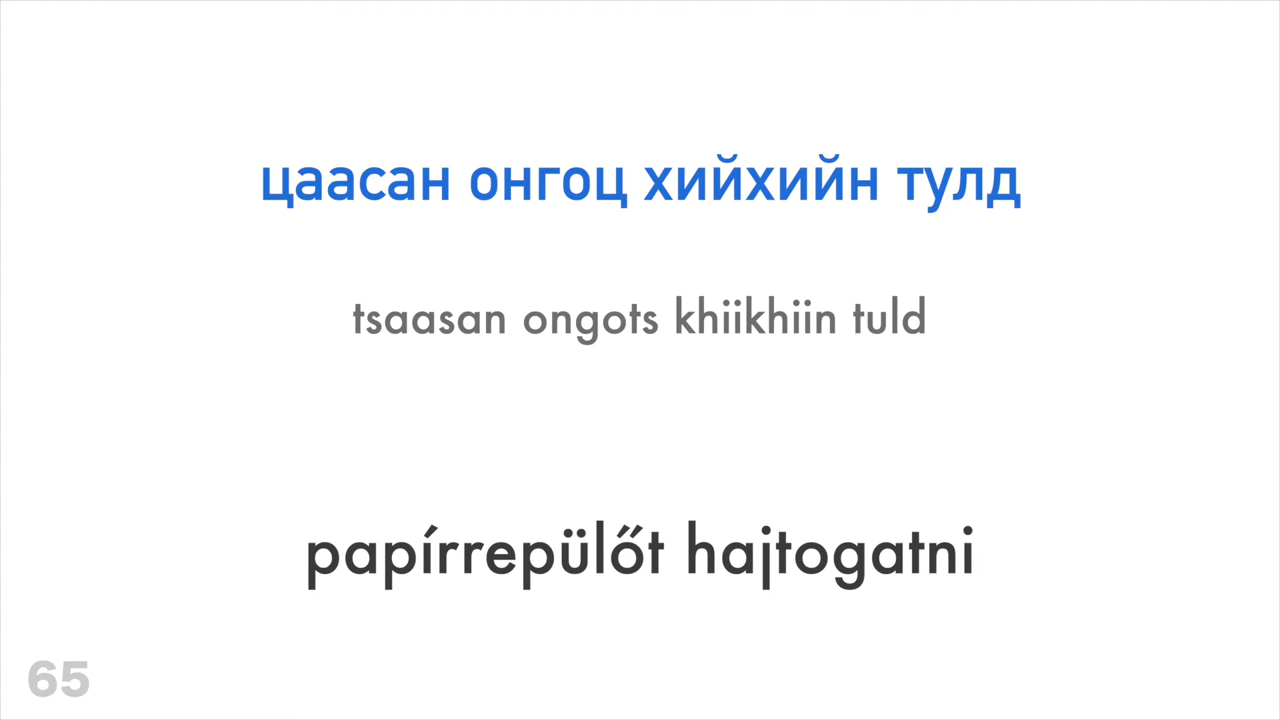 цаасан онгоц хийхийн тулд
tsaasan ongots khiikhiin tuld
papírrepülőt hajtogatni
65